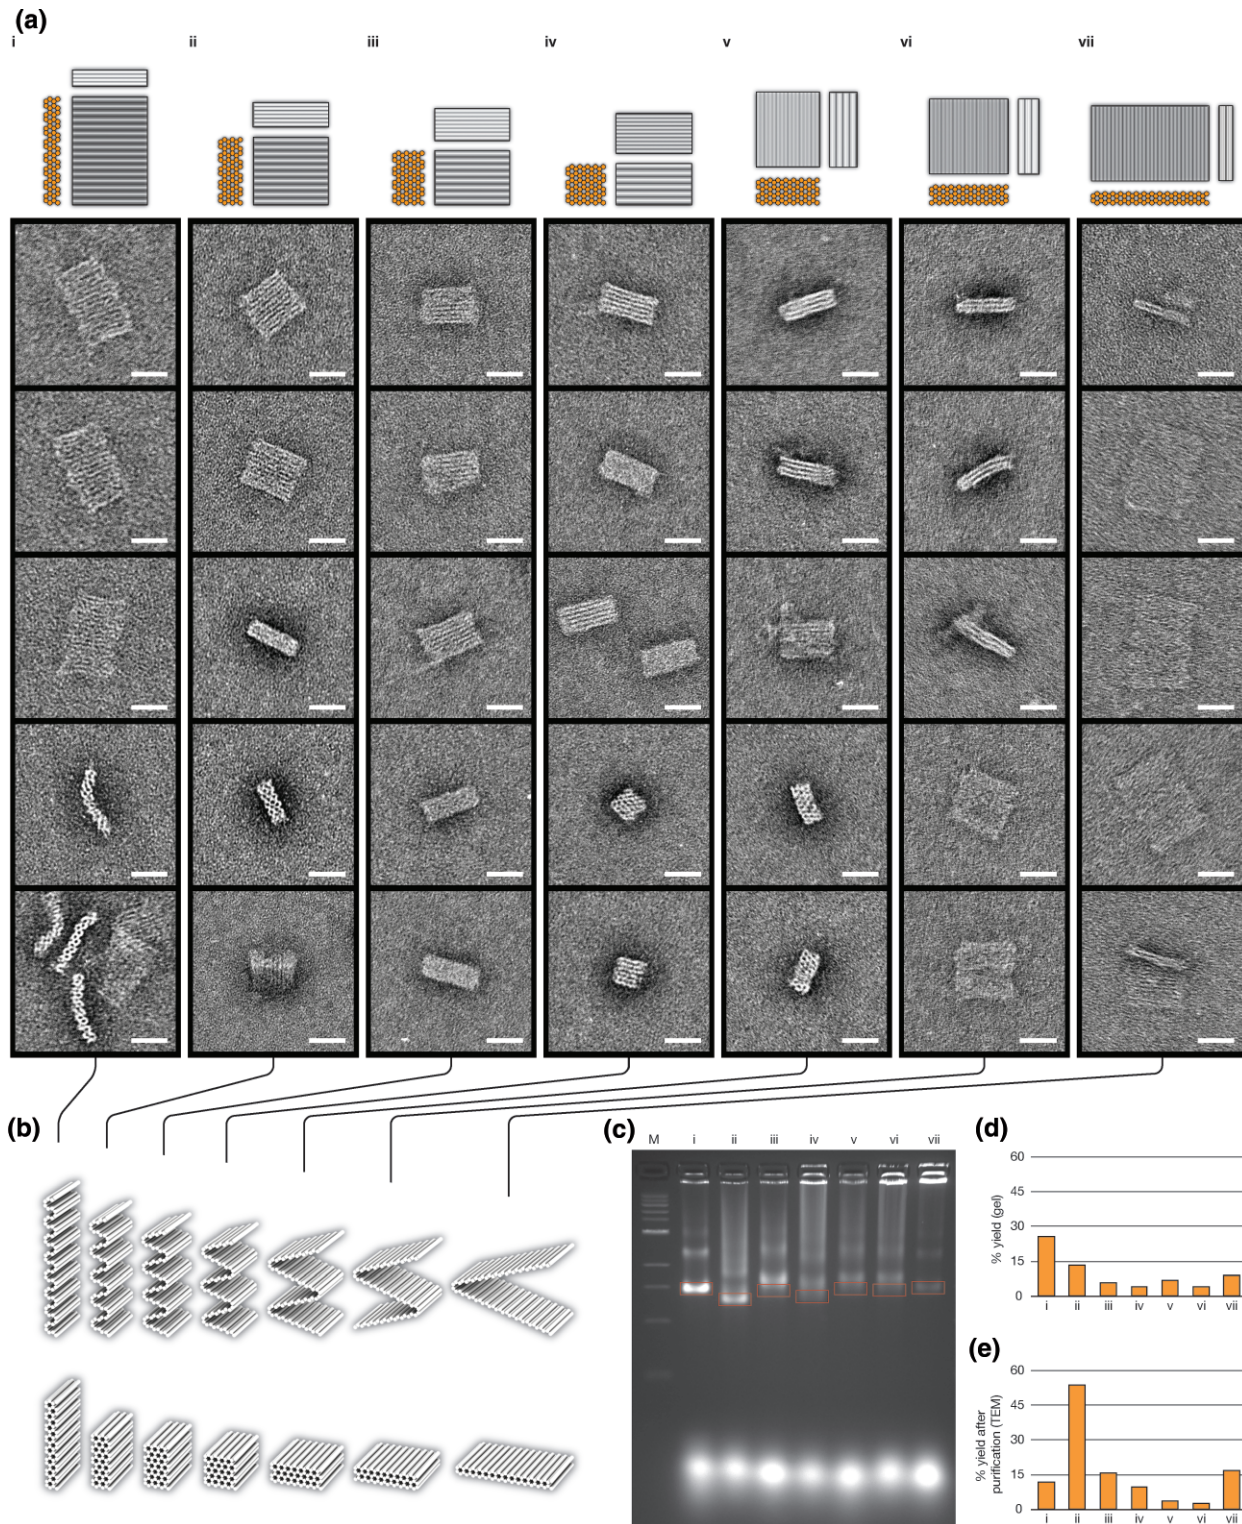 (a)
i ii iii iv v vi vii
(b)
(c)
M i ii iii iv v vi vii
(d)
% yield (gel)
60
45
30
15
0
i ii iii iv v vi vii
(e)
% yield after
purification (TEM)
60
45
30
15
0
i ii iii iv v vi vii